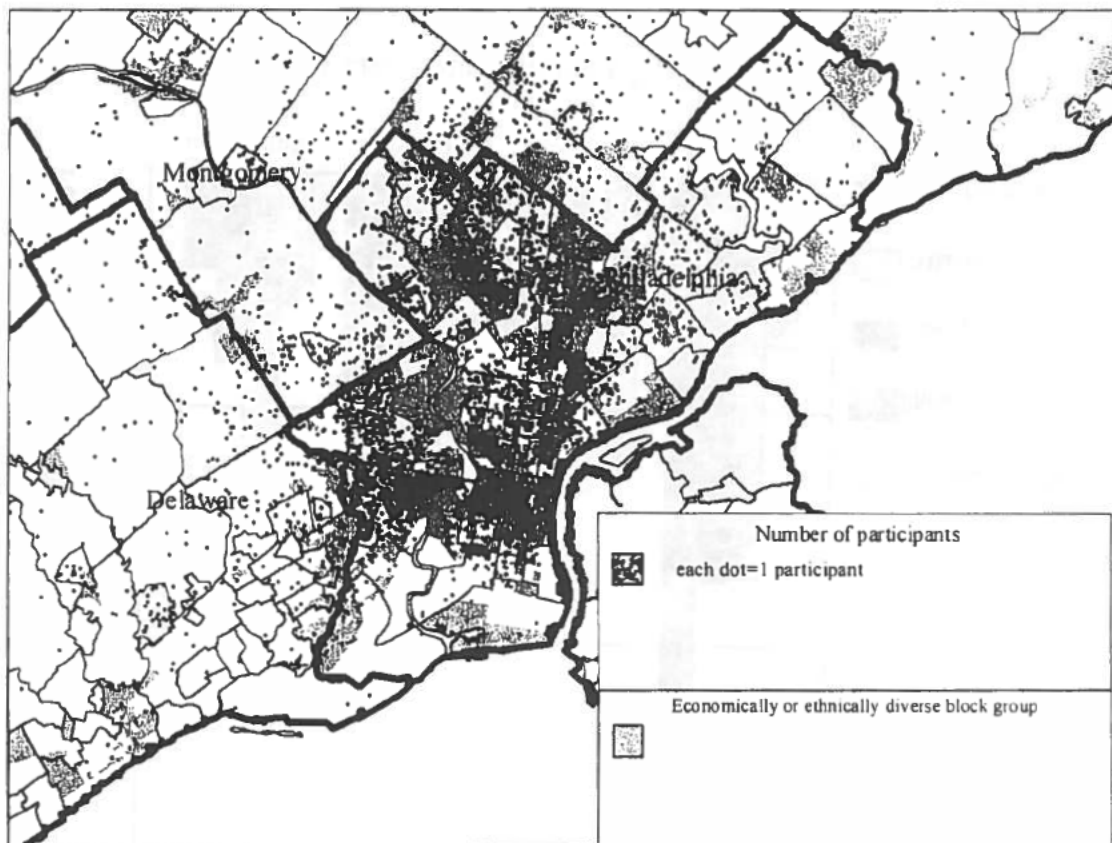 Montgomery
Philadelphia
Delaware
Number of participants
each dot=1 participant
Economically or ethnically diverse block group